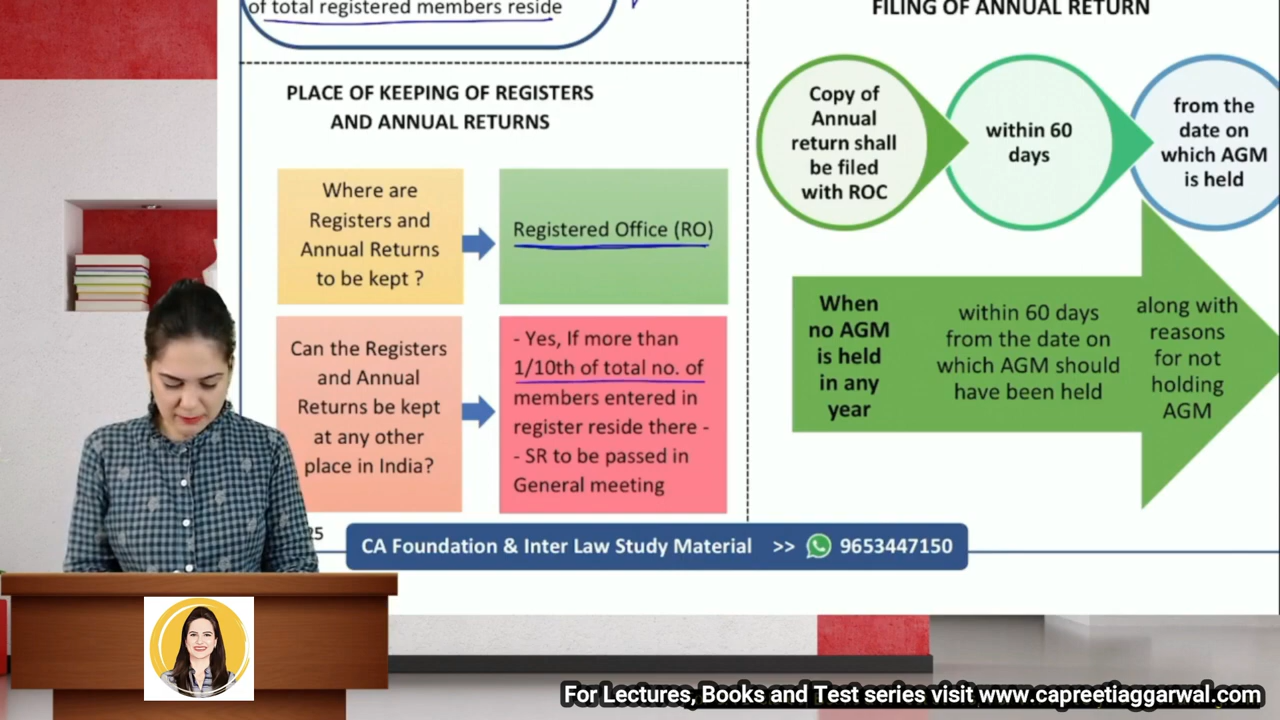 of total registered members reside
PLACE OF KEEPING OF REGISTERS
AND ANNUAL RETURNS
Where are
Registers and
Annual Returns
to be kept ?
Registered Office (RO)
Can the Registers
and Annual
Returns be kept
at any other
place in India?
- Yes, If more than
1/10th of total no. of
members entered in
register reside there -
- SR to be passed in
General meeting
FILING OF ANNUAL RETURN
Copy of
Annual
return shall
be filed
with ROC
within 60
days
from the
date on
which AGM
is held
When
no AGM
is held
in any
year
within 60 days
from the date on
which AGM should
have been held
along with
reasons
for not
holding
AGM
25
CA Foundation & Inter Law Study Material >> 9653447150
For Lectures, Books and Test series visit www.capreetiaggarwal.com